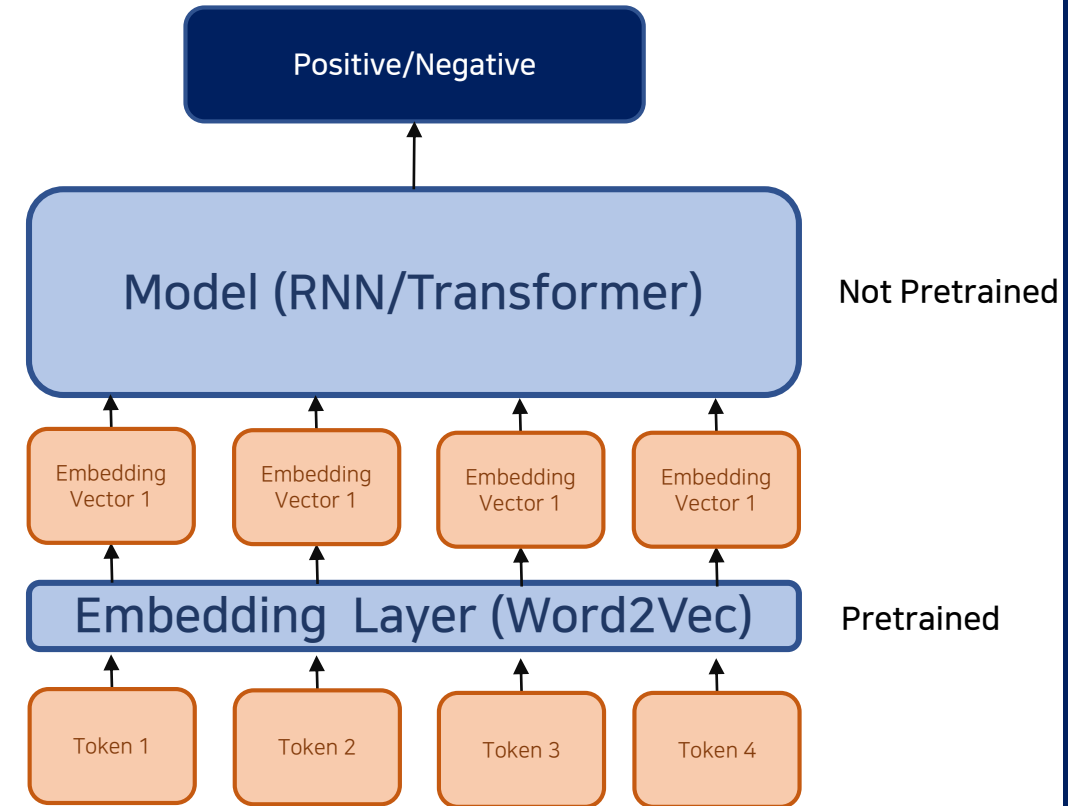 Positive/Negative
Model (RNN/Transformer)
Not Pretrained
Embedding
Vector 1
Embedding
Vector 1
Embedding
Vector 1
Embedding
Vector 1
Embedding Layer (Word2Vec)
Pretrained
Token 1
Token 2
Token 3
Token 4